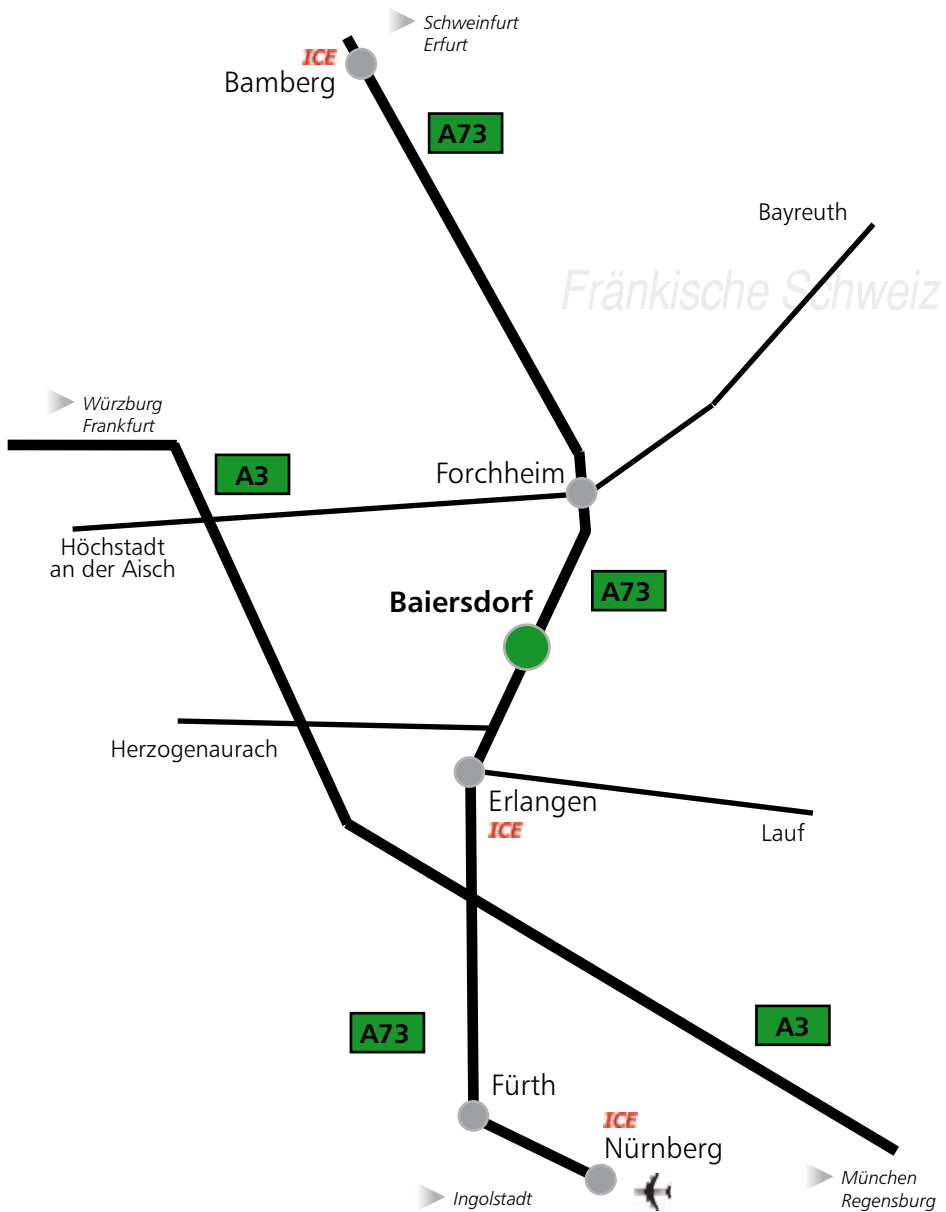 Schweinfurt
Erfurt
ICE
Bamberg
A73
Bayreuth
Fränkische Schweiz
Würzburg
Frankfurt
A3
Forchheim
Höchstadt
an der Aisch
A73
Baiersdorf
Herzogenaurach
Erlangen
ICE
Lauf
A73
A3
Fürth
ICE
Nürnberg
München
Regensburg
Ingolstadt